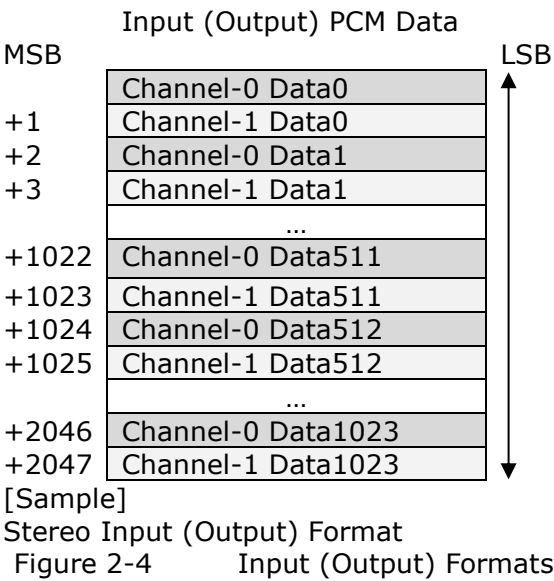 Input (Output) PCM Data
MSB LSB
Channel-0 Data0
+1 Channel-1 Data0
+2 Channel-0 Data1
+3 Channel-1 Data1
...
+1022 Channel-0 Data511
+1023 Channel-1 Data511
+1024 Channel-0 Data512
+1025 Channel-1 Data512
...
+2046 Channel-0 Data1023
+2047 Channel-1 Data1023
[Sample]
Stereo Input (Output) Format
Figure 2-4 Input (Output) Formats